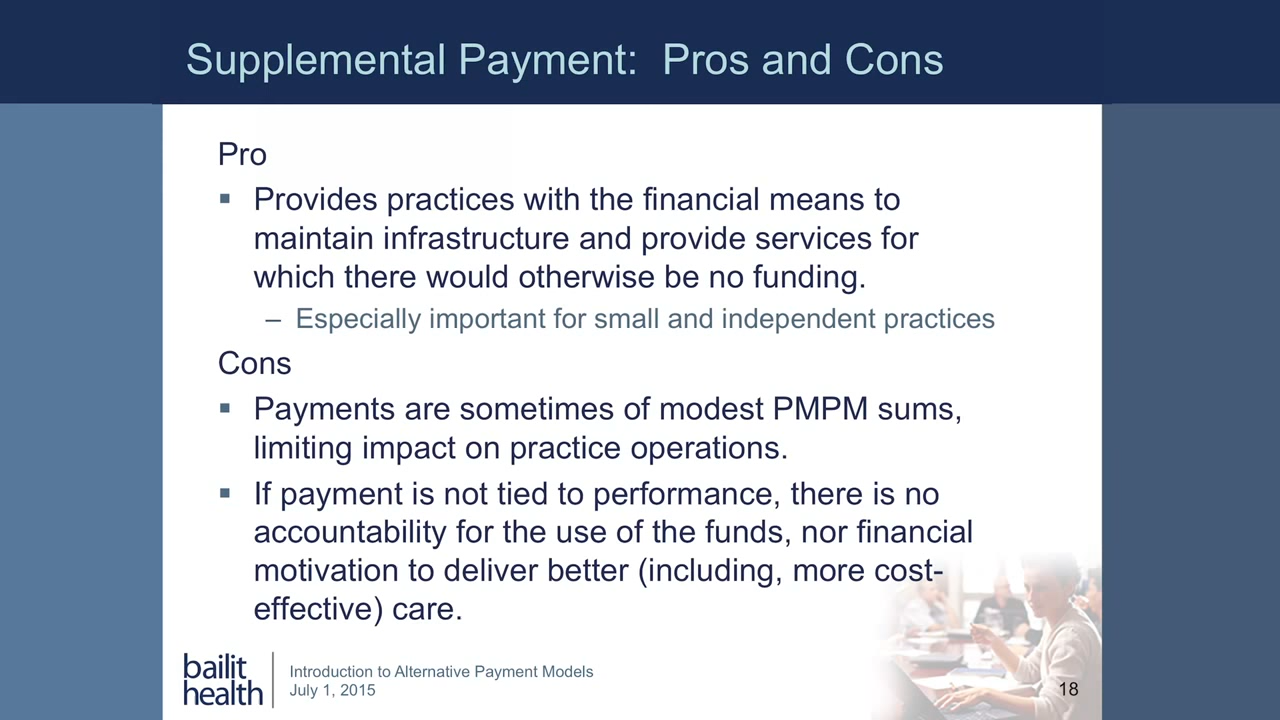 Supplemental Payment: Pros and Cons
Pro
▪ Provides practices with the financial means to
maintain infrastructure and provide services for
which there would otherwise be no funding.
– Especially important for small and independent practices
Cons
▪ Payments are sometimes of modest PMPM sums,
limiting impact on practice operations.
▪ If payment is not tied to performance, there is no
accountability for the use of the funds, nor financial
motivation to deliver better (including, more cost-
effective) care.
bailit
health
Introduction to Alternative Payment Models
July 1, 2015
18